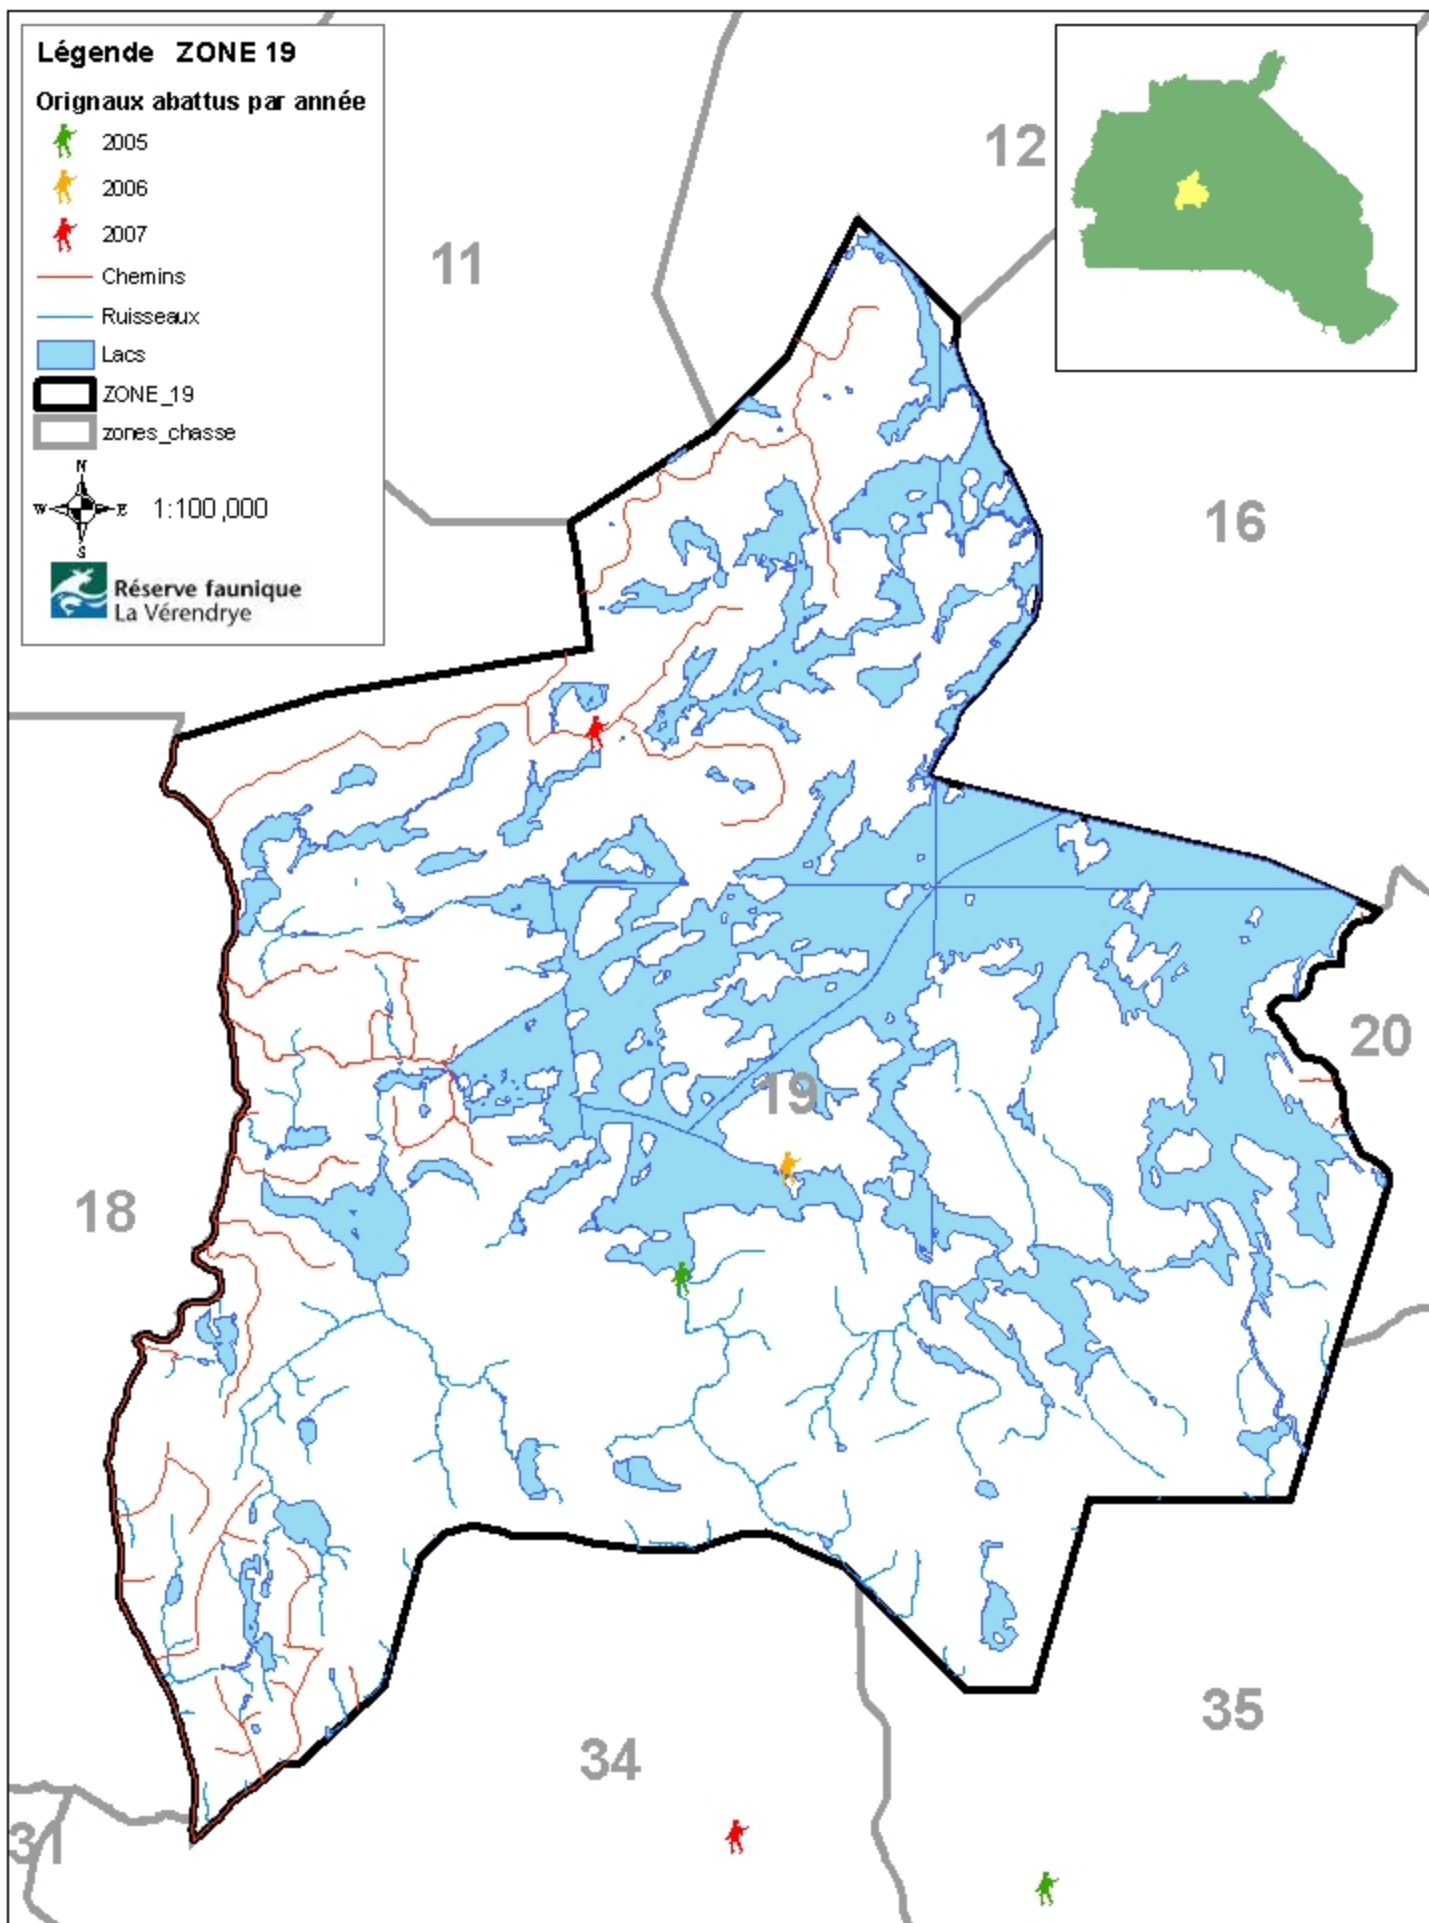 Légende ZONE 19
Orignaux abattus par année
2005
2006
2007
Chemins
Ruisseaux
Lacs
ZONE_19
zones_chasse
N
W E
S
1:100,000
Réserve faunique
La Vérendrye
12
11
16
20
19
18
35
34
31